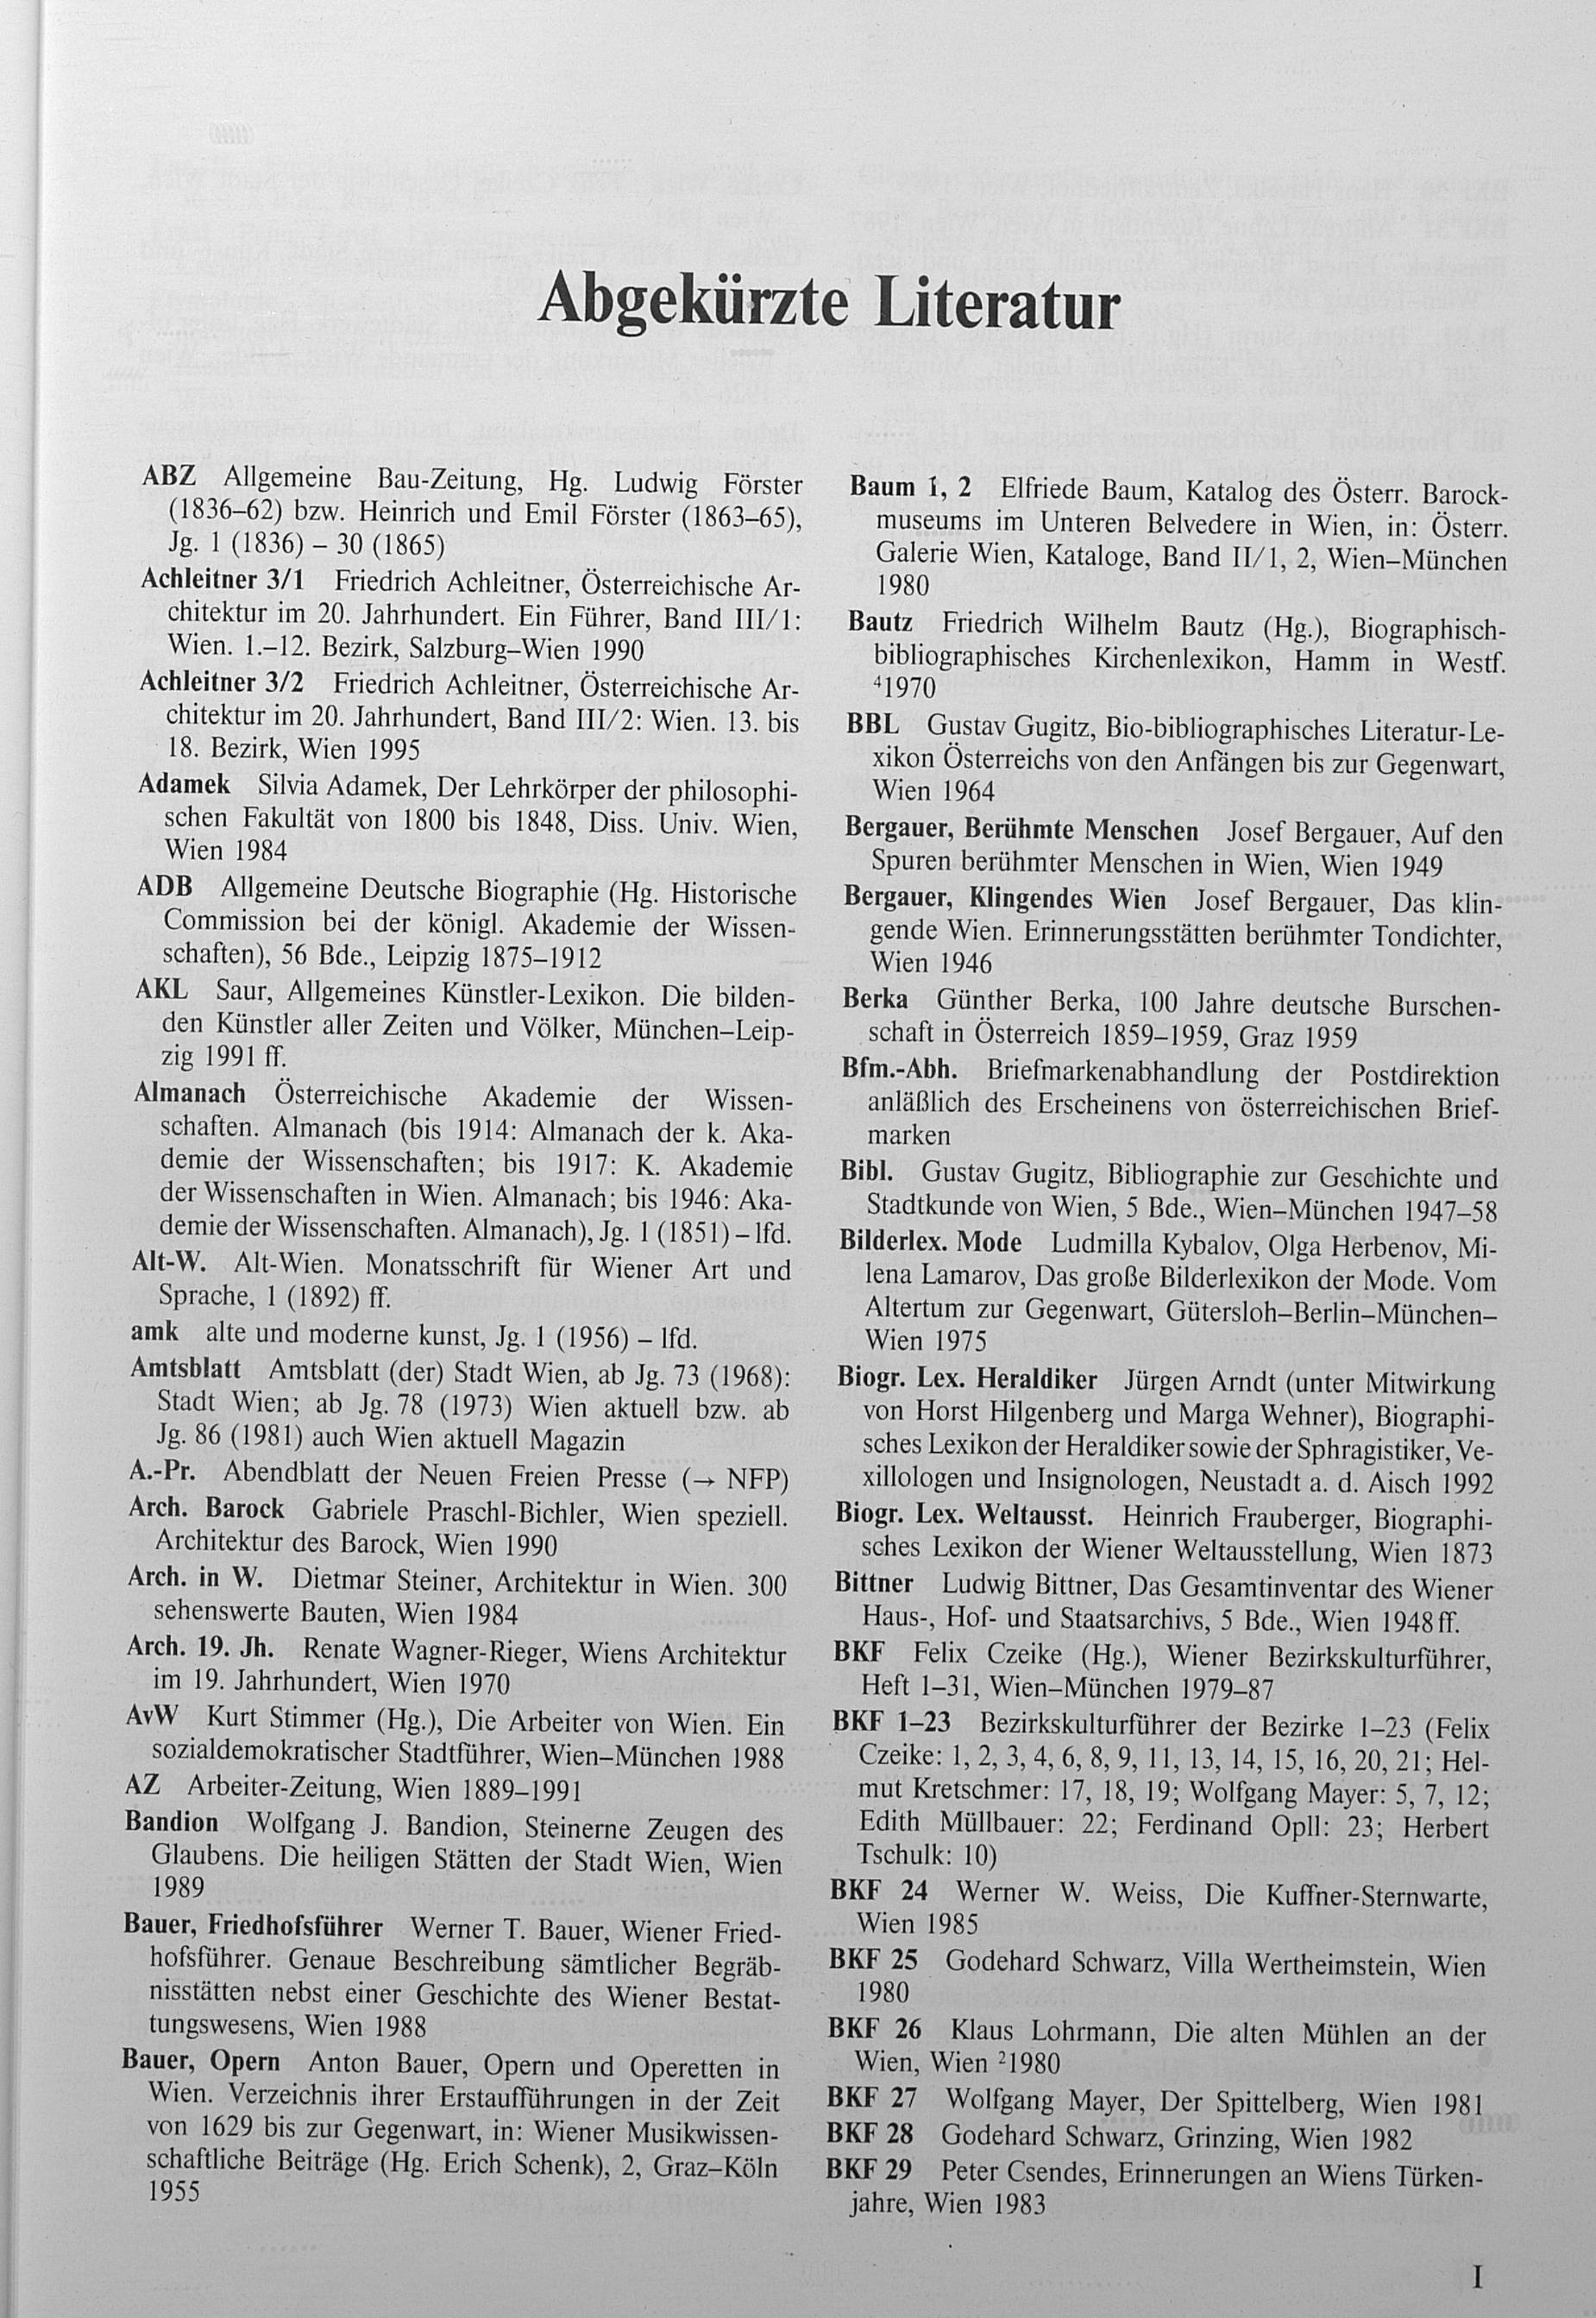 Abgekürzte Literatur
ABZ Allgemeine Bau-Zeitung, Hg. Ludwig Förster
(1836–62) bzw. Heinrich und Emil Förster (1863–65),
Jg. 1 (1836) – 30 (1865)
Achleitner 3/1 Friedrich Achleitner, Österreichische Ar-
chitektur im 20. Jahrhundert. Ein Führer, Band III/1:
Wien. 1.–12. Bezirk, Salzburg–Wien 1990
Achleitner 3/2 Friedrich Achleitner, Österreichische Ar-
chitektur im 20. Jahrhundert, Band III/2: Wien. 13. bis
18. Bezirk, Wien 1995
Adamek Silvia Adamek, Der Lehrkörper der philosophi-
schen Fakultät von 1800 bis 1848, Diss. Univ. Wien,
Wien 1984
ADB Allgemeine Deutsche Biographie (Hg. Historische
Commission bei der königl. Akademie der Wissen-
schaften), 56 Bde., Leipzig 1875–1912
AKL Saur, Allgemeines Künstler-Lexikon. Die bilden-
den Künstler aller Zeiten und Völker, München–Leip-
zig 1991 ff.
Almanach Österreichische Akademie der Wissen-
schaften. Almanach (bis 1914: Almanach der k. Aka-
demie der Wissenschaften; bis 1917: K. Akademie
der Wissenschaften in Wien. Almanach; bis 1946: Aka-
demie der Wissenschaften. Almanach), Jg. 1 (1851) – lfd.
Alt-W. Alt-Wien. Monatsschrift für Wiener Art und
Sprache, 1 (1892) ff.
amk alte und moderne kunst, Jg. 1 (1956) – lfd.
Amtsblatt Amtsblatt (der) Stadt Wien, ab Jg. 73 (1968):
Stadt Wien; ab Jg. 78 (1973) Wien aktuell bzw. ab
Jg. 86 (1981) auch Wien aktuell Magazin
A.-Pr. Abendblatt der Neuen Freien Presse (→ NFP)
Arch. Barock Gabriele Praschl-Bichler, Wien speziell.
Architektur des Barock, Wien 1990
Arch. in W. Dietmar Steiner, Architektur in Wien. 300
sehenswerte Bauten, Wien 1984
Arch. 19. Jh. Renate Wagner-Rieger, Wiens Architektur
im 19. Jahrhundert, Wien 1970
AvW Kurt Stimmer (Hg.), Die Arbeiter von Wien. Ein
sozialdemokratischer Stadtführer, Wien–München 1988
AZ Arbeiter-Zeitung, Wien 1889–1991
Bandion Wolfgang J. Bandion, Steinerne Zeugen des
Glaubens. Die heiligen Stätten der Stadt Wien, Wien
1989
Bauer, Friedhofsführer Werner T. Bauer, Wiener Fried-
hofsführer. Genaue Beschreibung sämtlicher Begräb-
nisstätten nebst einer Geschichte des Wiener Bestat-
tungswesens, Wien 1988
Bauer, Opern Anton Bauer, Opern und Operetten in
Wien. Verzeichnis ihrer Erstaufführungen in der Zeit
von 1629 bis zur Gegenwart, in: Wiener Musikwissen-
schaftliche Beiträge (Hg. Erich Schenk), 2, Graz–Köln
1955
Baum 1, 2 Elfriede Baum, Katalog des Österr. Barock-
museums im Unteren Belvedere in Wien, in: Österr.
Galerie Wien, Kataloge, Band II/1, 2, Wien–München
1980
Bautz Friedrich Wilhelm Bautz (Hg.), Biographisch-
bibliographisches Kirchenlexikon, Hamm in Westf.
⁴1970
BBL Gustav Gugitz, Bio-bibliographisches Literatur-Le-
xikon Österreichs von den Anfängen bis zur Gegenwart,
Wien 1964
Bergauer, Berühmte Menschen Josef Bergauer, Auf den
Spuren berühmter Menschen in Wien, Wien 1949
Bergauer, Klingendes Wien Josef Bergauer, Das klin-
gende Wien. Erinnerungsstätten berühmter Tondichter,
Wien 1946
Berka Günther Berka, 100 Jahre deutsche Burschen-
schaft in Österreich 1859–1959, Graz 1959
Bfm.-Abh. Briefmarkenabhandlung der Postdirektion
anläßlich des Erscheinens von österreichischen Brief-
marken
Bibl. Gustav Gugitz, Bibliographie zur Geschichte und
Stadtkunde von Wien, 5 Bde., Wien–München 1947–58
Bilderlex. Mode Ludmilla Kybalov, Olga Herbenov, Mi-
lena Lamarov, Das große Bilderlexikon der Mode. Vom
Altertum zur Gegenwart, Gütersloh–Berlin–München–
Wien 1975
Biogr. Lex. Heraldiker Jürgen Arndt (unter Mitwirkung
von Horst Hilgenberg und Marga Wehner), Biographi-
sches Lexikon der Heraldiker sowie der Sphragistiker, Ve-
xillologen und Insignologen, Neustadt a. d. Aisch 1992
Biogr. Lex. Weltausst. Heinrich Frauberger, Biographi-
sches Lexikon der Wiener Weltausstellung, Wien 1873
Bittner Ludwig Bittner, Das Gesamtinventar des Wiener
Haus-, Hof- und Staatsarchivs, 5 Bde., Wien 1948 ff.
BKF Felix Czeike (Hg.), Wiener Bezirkskulturführer,
Heft 1–31, Wien–München 1979–87
BKF 1–23 Bezirkskulturführer der Bezirke 1–23 (Felix
Czeike: 1, 2, 3, 4, 6, 8, 9, 11, 13, 14, 15, 16, 20, 21; Hel-
mut Kretschmer: 17, 18, 19; Wolfgang Mayer: 5, 7, 12;
Edith Müllbauer: 22; Ferdinand Opll: 23; Herbert
Tschulk: 10)
BKF 24 Werner W. Weiss, Die Kuffner-Sternwarte,
Wien 1985
BKF 25 Godehard Schwarz, Villa Wertheimstein, Wien
1980
BKF 26 Klaus Lohrmann, Die alten Mühlen an der
Wien, Wien ²1980
BKF 27 Wolfgang Mayer, Der Spittelberg, Wien 1981
BKF 28 Godehard Schwarz, Grinzing, Wien 1982
BKF 29 Peter Csendes, Erinnerungen an Wiens Türken-
jahre, Wien 1983
I